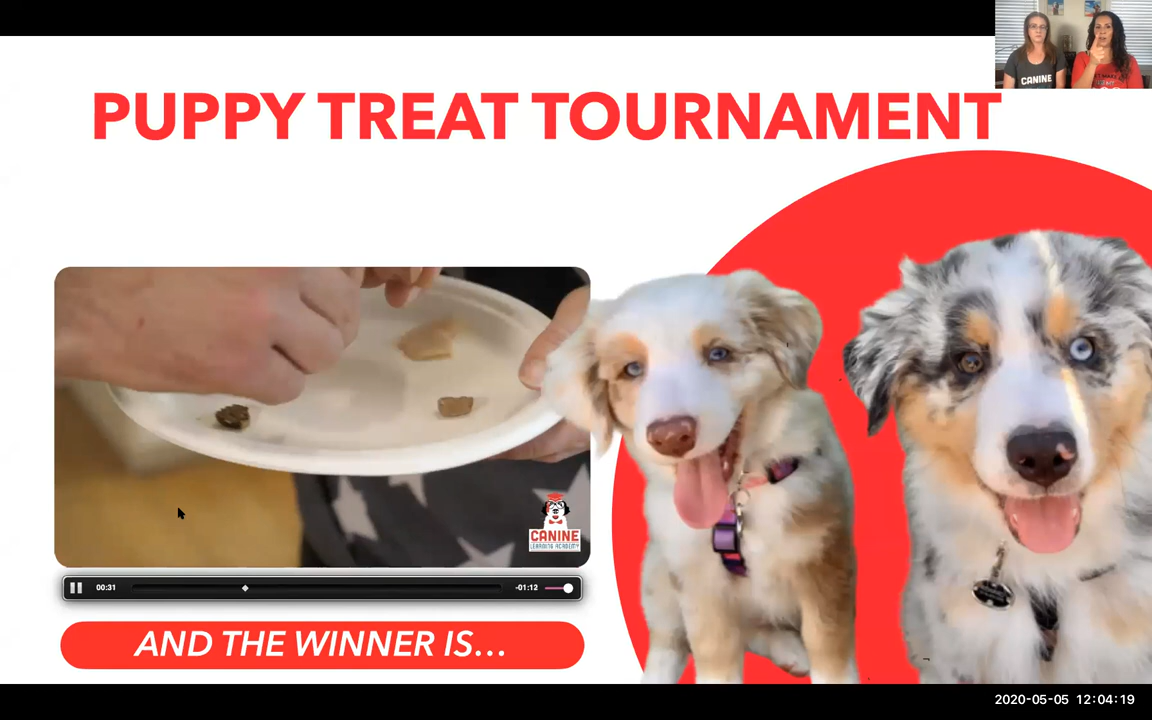 CANINE
PUPPY TREAT TOURNAMENT
CANINE
LEARNING ACADEMY
00:31
-01:12
AND THE WINNER IS...
2020-05-05 12:04:19